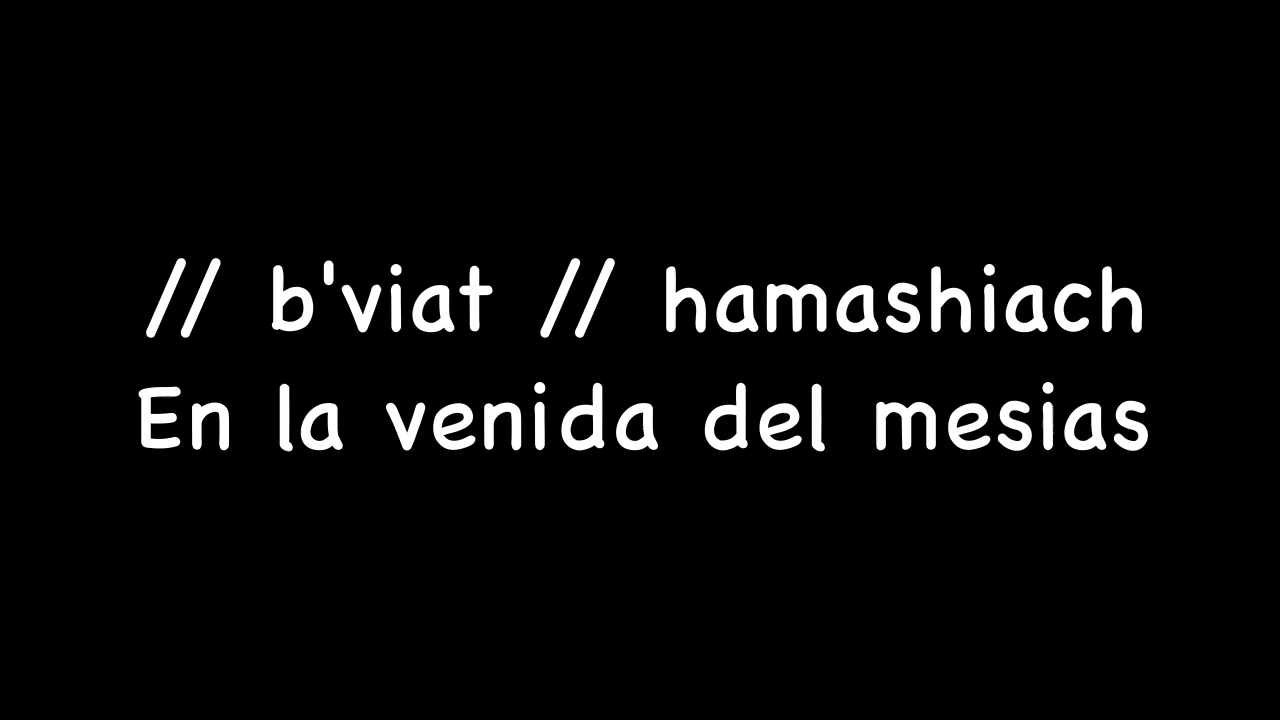 // b'viat // hamashiach
En la venida del mesias